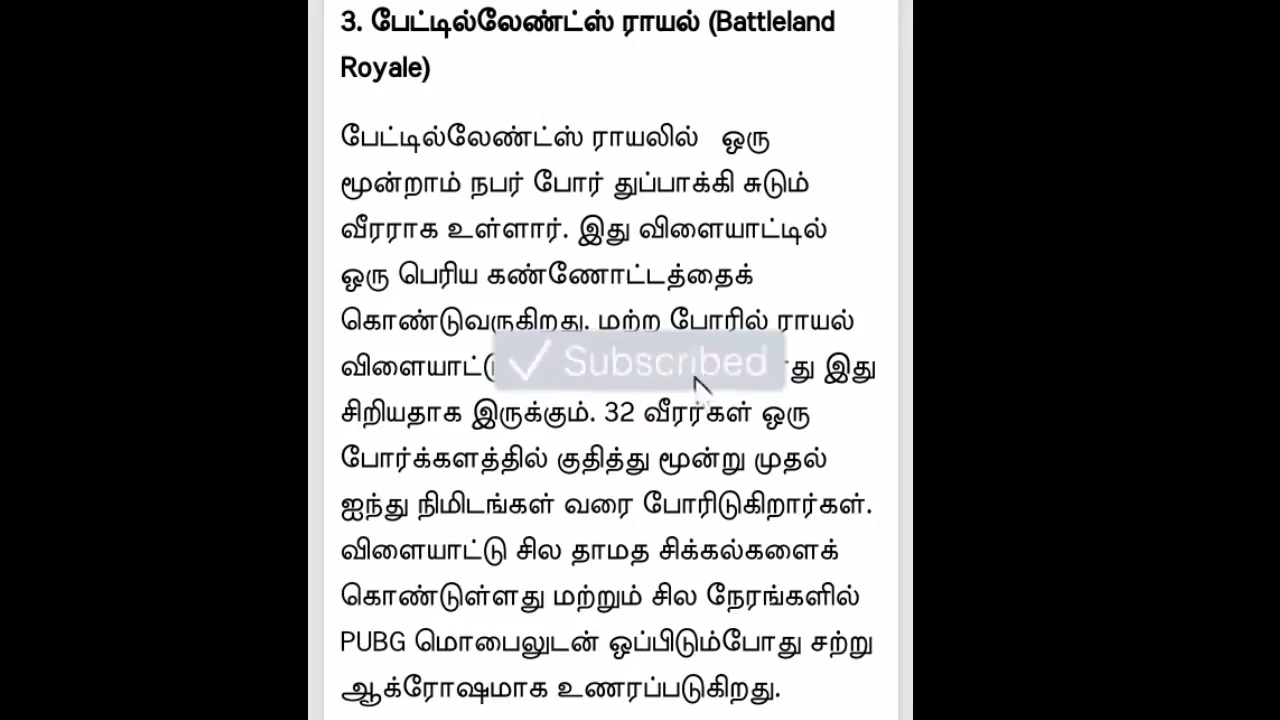 3. பேட்டில்லேண்ட்ஸ் ராயல் (Battleland
Royale)
பேட்டில்லேண்ட்ஸ் ராயலில் ஒரு
மூன்றாம் நபர் போர் துப்பாக்கி சுடும்
வீரராக உள்ளார். இது விளையாட்டில்
ஒரு பெரிய கண்ணோட்டத்தைக்
கொண்டுவருகிறது. மற்ற போரில் ராயல்
இது
Subscribed
சிறியதாக இருக்கும். 32 வீரர்கள் ஒரு
போர்க்களத்தில் குதித்து மூன்று முதல்
ஐந்து நிமிடங்கள் வரை போரிடுகிறார்கள்.
விளையாட்டு சில தாமத சிக்கல்களைக்
கொண்டுள்ளது மற்றும் சில நேரங்களில்
PUBG மொபைலுடன் ஒப்பிடும்போது சற்று
ஆக்ரோஷமாக உணரப்படுகிறது.